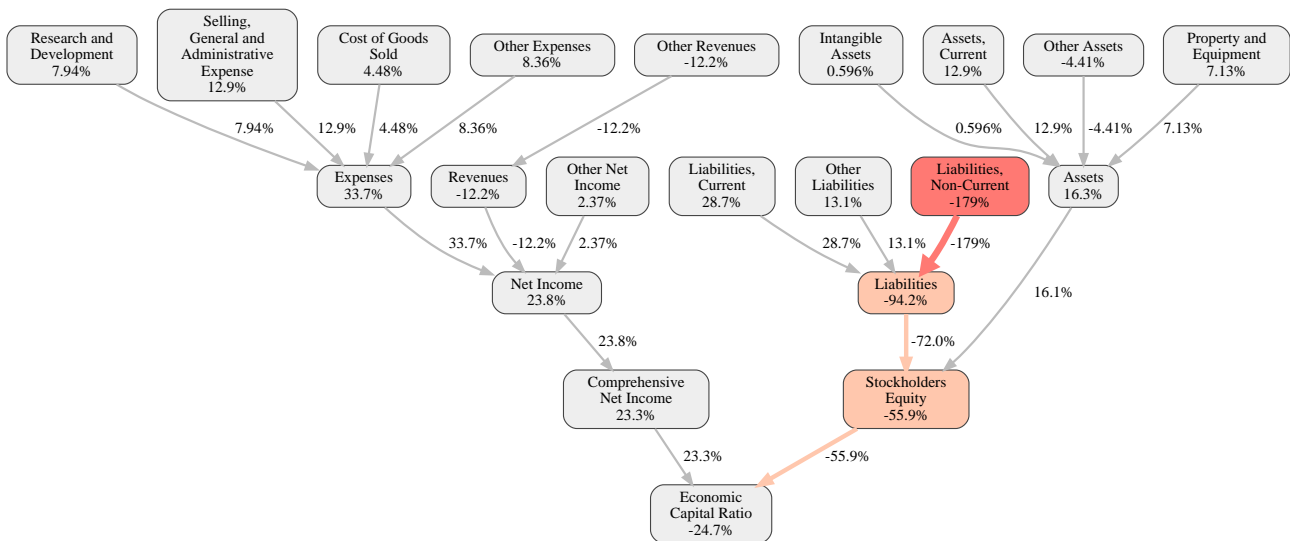 Research and
Development
7.94%
Selling,
General and
Administrative
Expense
12.9%
Cost of Goods
Sold
4.48%
Other Expenses
8.36%
Other Revenues
-12.2%
Intangible
Assets
0.596%
Assets,
Current
12.9%
Other Assets
-4.41%
Property and
Equipment
7.13%
7.94%
12.9%
4.48%
8.36%
-12.2%
0.596%
12.9%
-4.41%
7.13%
Expenses
33.7%
Revenues
-12.2%
Other Net
Income
2.37%
Liabilities,
Current
28.7%
Other
Liabilities
13.1%
Liabilities,
Non-Current
-179%
Assets
16.3%
33.7%
-12.2%
2.37%
28.7%
13.1%
-179%
Net Income
23.8%
Liabilities
-94.2%
16.1%
23.8%
-72.0%
Comprehensive
Net Income
23.3%
Stockholders
Equity
-55.9%
23.3%
-55.9%
Economic
Capital Ratio
-24.7%